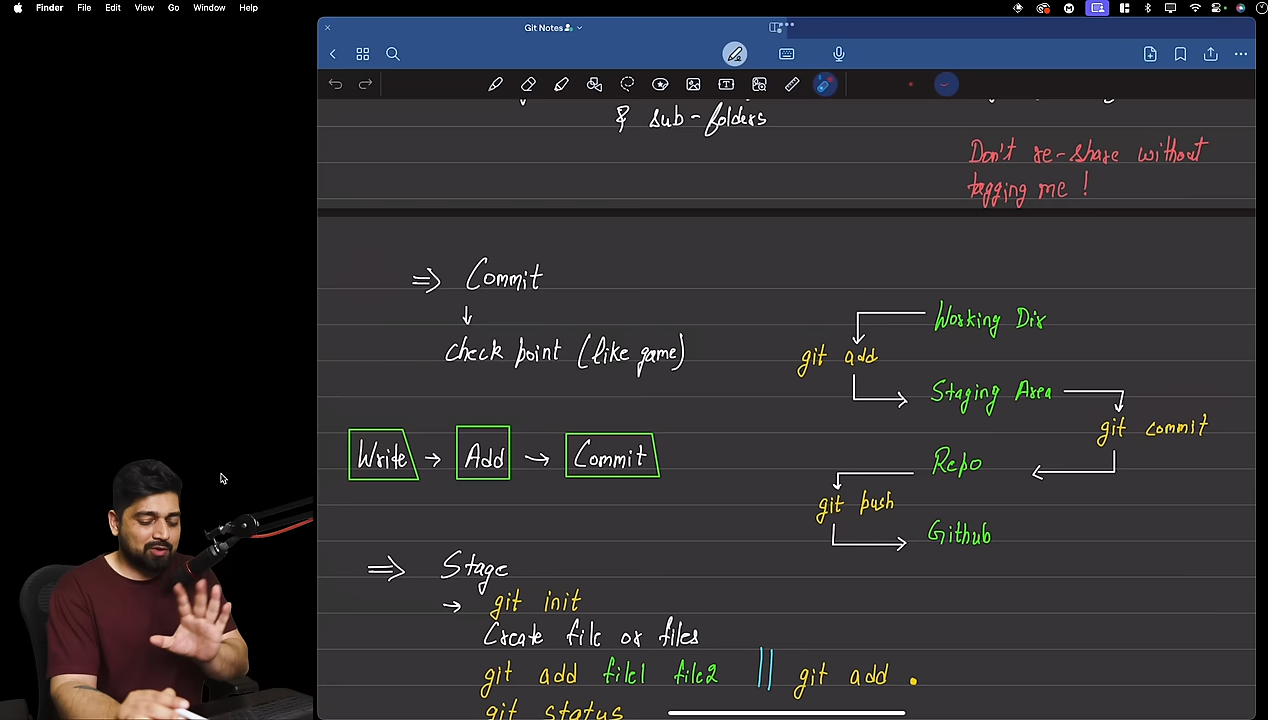 Finder File Edit View Go Window Help
Git Notes
& sub-folders
Don't re-share without
tagging me !
⇒ Commit
↓
check point (like game)
Write → Add → Commit
Working Dir
git add
Staging Area
git commit
Repo
git push
Github
⇒ Stage
→ git init
Create file or files
git add file1 file2 || git add .
git status